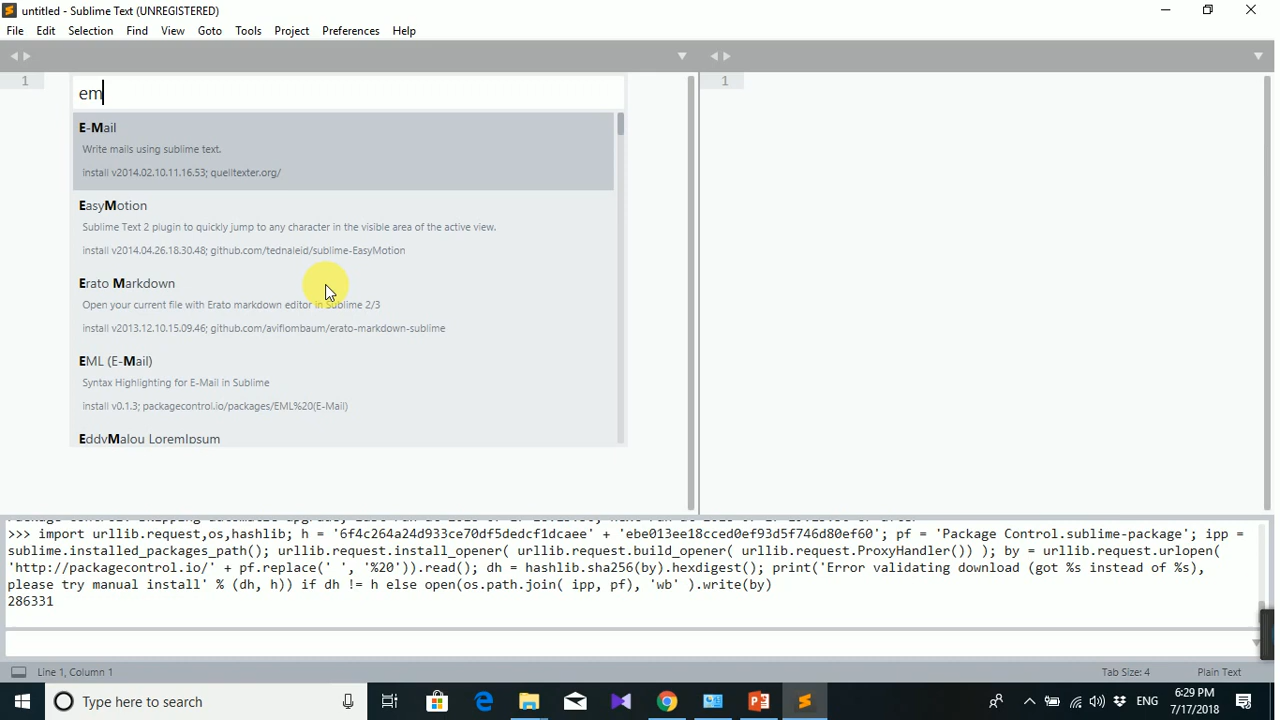 untitled - Sublime Text (UNREGISTERED)
File Edit Selection Find View Goto Tools Project Preferences Help
1
em
E-Mail
Write mails using sublime text.
install v2014.02.10.11.16.53; quelltexter.org/
EasyMotion
Sublime Text 2 plugin to quickly jump to any character in the visible area of the active view.
install v2014.04.26.18.30.48; github.com/tednaleid/sublime-EasyMotion
Erato Markdown
Open your current file with Erato markdown editor in Sublime 2/3
install v2013.12.10.15.09.46; github.com/aviflombaum/erato-markdown-sublime
EML (E-Mail)
Syntax Highlighting for E-Mail in Sublime
install v0.1.3; packagecontrol.io/packages/EML%20(E-Mail)
EddyMalou LoremIpsum
1
>>> import urllib.request,os,hashlib; h = '6f4c264a24d933ce70df5dedcf1dcaee' + 'ebe013ee18cced0ef93d5f746d80ef60'; pf = 'Package Control.sublime-package'; ipp =
sublime.installed_packages_path(); urllib.request.install_opener( urllib.request.build_opener( urllib.request.ProxyHandler()) ); by = urllib.request.urlopen(
'http://packagecontrol.io/' + pf.replace(' ', '%20')).read(); dh = hashlib.sha256(by).hexdigest(); print('Error validating download (got %s instead of %s),
please try manual install' % (dh, h)) if dh != h else open(os.path.join( ipp, pf), 'wb' ).write(by)
286331
Line 1, Column 1
Tab Size: 4 Plain Text
Type here to search
ENG
6:29 PM
7/17/2018